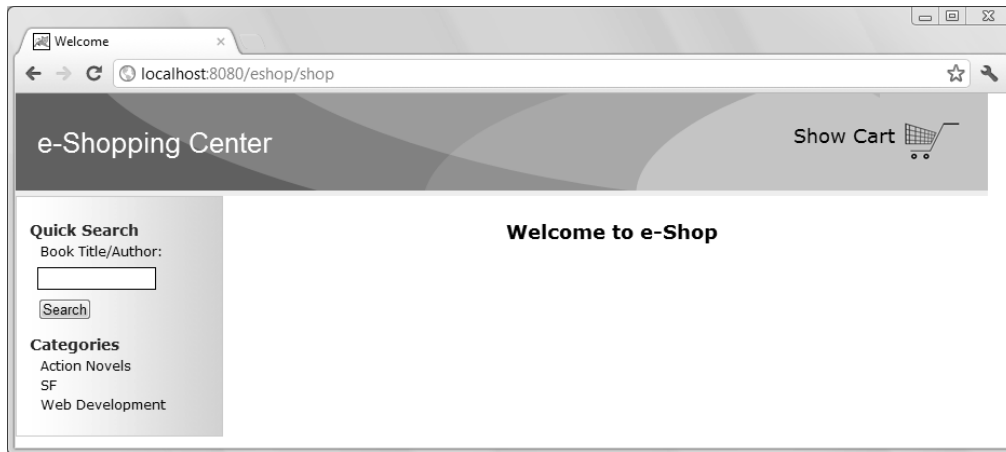 Welcome
localhost:8080/eshop/shop
e-Shopping Center
Show Cart
Quick Search
Book Title/Author:
Search
Categories
Action Novels
SF
Web Development
Welcome to e-Shop